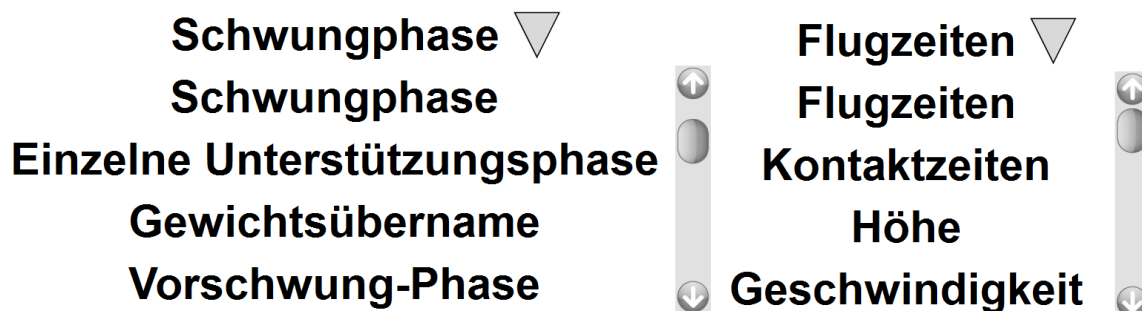 Schwungphase
Schwungphase
Einzelne Unterstützungsphase
Gewichtsübername
Vorschwung-Phase
Flugzeiten
Flugzeiten
Kontaktzeiten
Höhe
Geschwindigkeit